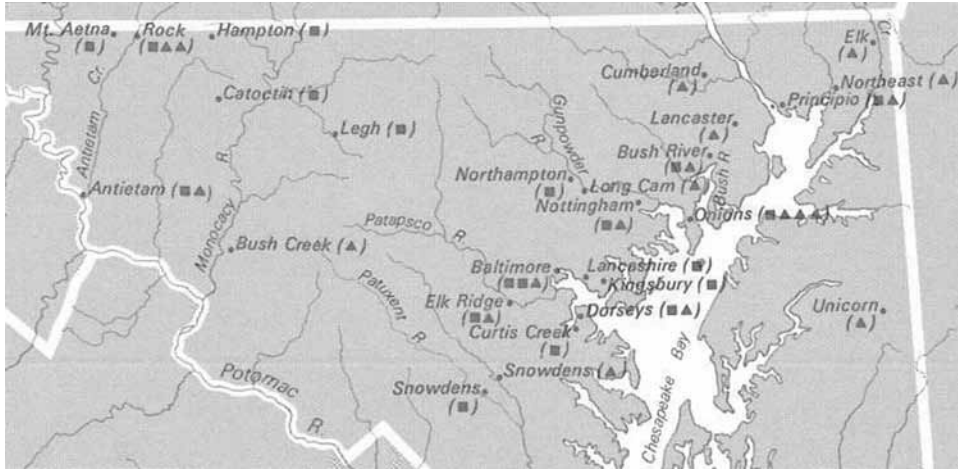 Mt. Aetna
(■)
Rock
(■▲▲)
Hampton (■)
Elk
(▲)
Cr.
Cumberland
(▲)
Northeast (▲)
Principio (■▲)
Cr.
Catoctin (■)
Legh (■)
Gunpowder
R.
Lancaster
(▲)
Antietam
R.
Bush River
(■▲)
Bush R
Northampton
(■)
Long Cam (▲)
Antietam (■▲)
Nottingham
(■▲)
Onions (■▲▲▲)
Monocacy
Patapsco
R.
Bush Creek (▲)
Baltimore
(■■▲)
Lancashire (■)
Kingsbury (■)
Patuxent
R.
Elk Ridge
(■▲)
Dorseys (■▲)
Unicorn
(▲)
Curtis Creek
(■)
Potomac
R.
Snowdens (▲)
Snowdens
(■)
Chesapeake
Bay